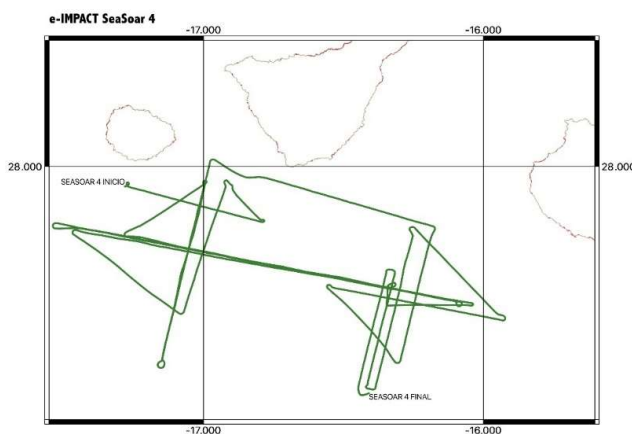 e-IMPACT SeaSoar 4
-17.000
-16.000
28.000
28.000
SEASOAR 4 INICIO
SEASOAR 4 FINAL
-17.000
-16.000